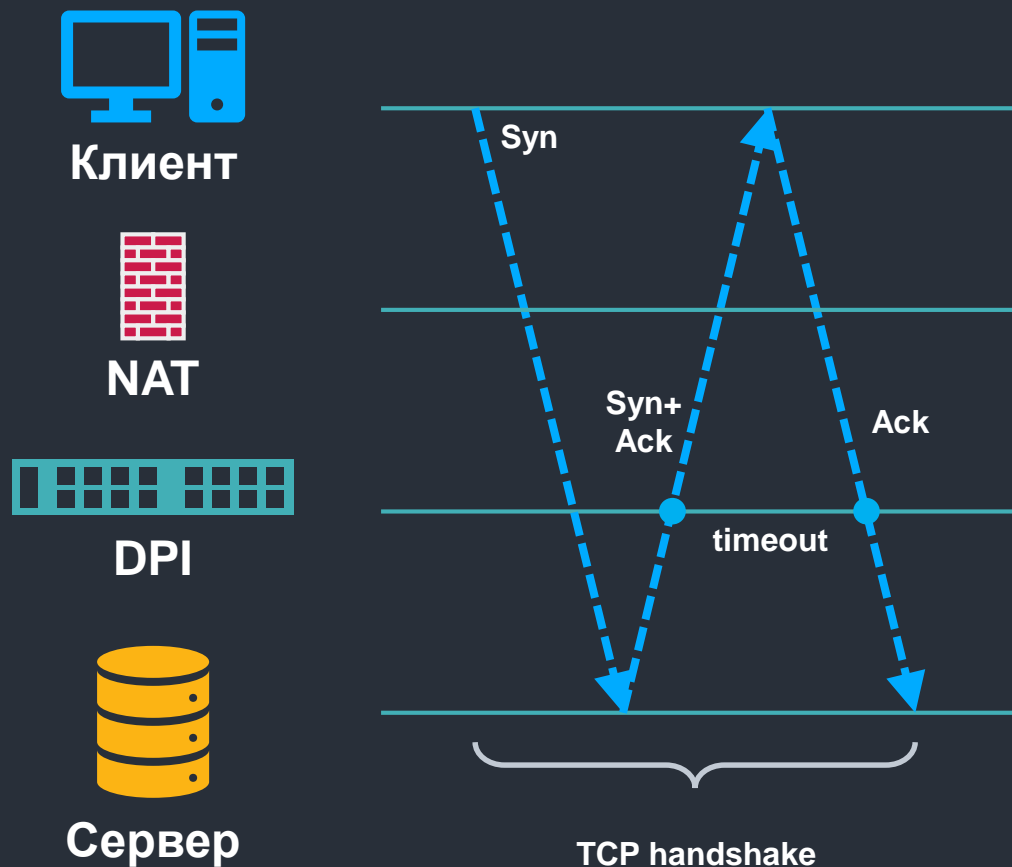 Клиент
NAT
DPI
Сервер
Syn
Syn+
Ack
Ack
timeout
TCP handshake